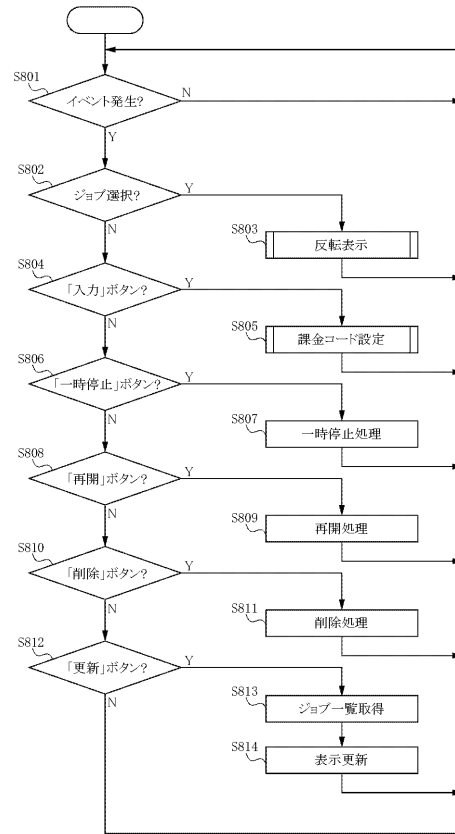 S801
イベント発生?
N
Y
S802
ジョブ選択?
Y
N
S803
反転表示
S804
「入力」ボタン?
Y
N
S805
課金コード設定
S806
「一時停止」ボタン?
Y
N
S807
一時停止処理
S808
「再開」ボタン?
Y
N
S809
再開処理
S810
「削除」ボタン?
Y
N
S811
削除処理
S812
「更新」ボタン?
Y
N
S813
ジョブ一覧取得
S814
表示更新